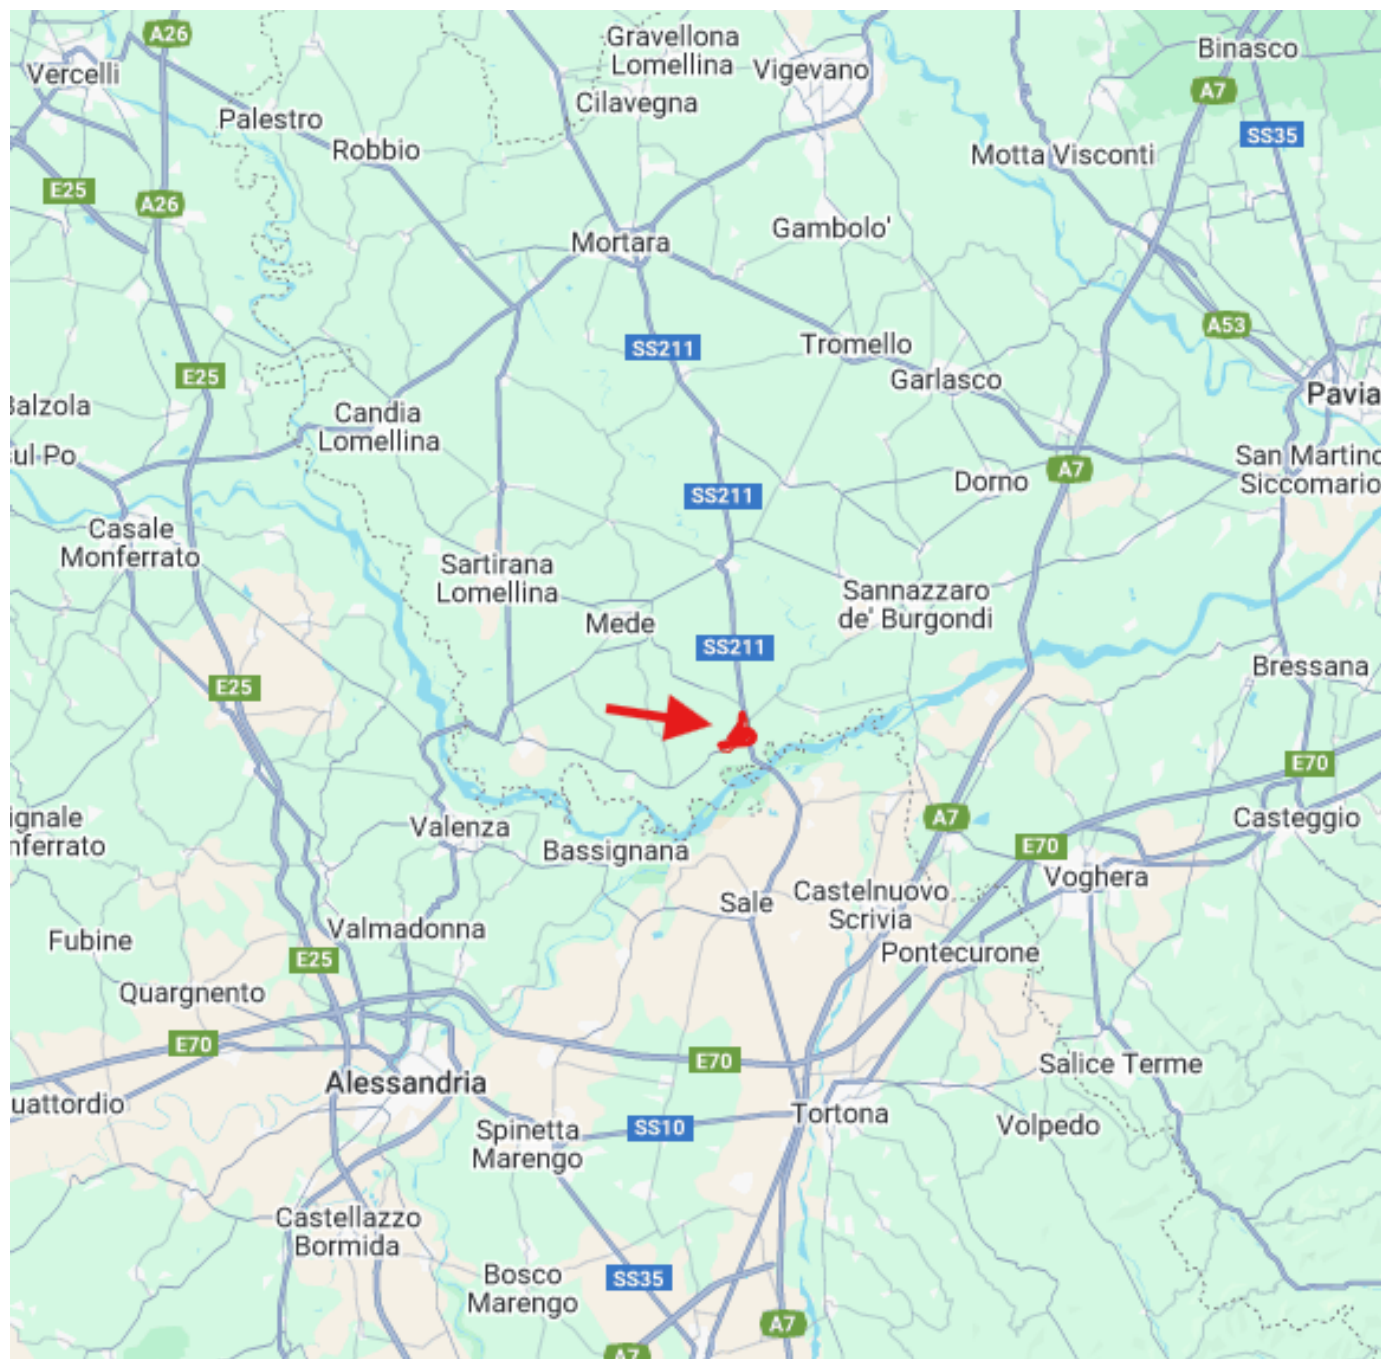 A26
Gravellona
Lomellina
Binasco
Vercelli
Vigevano
A7
Cilavegna
Palestro
SS35
Robbio
Motta Visconti
E25
A26
Gambolo'
Mortara
A53
SS211
Tromello
E25
Garlasco
Pavia
Balzola
Candia
Lomellina
sul Po
San Martino
Siccomario
A7
Dorno
SS211
Casale
Monferrato
Sartirana
Lomellina
Sannazzaro
de' Burgondi
Mede
SS211
Bressana
E25
E70
A7
Casteggio
ignale
nferrato
Valenza
E70
Bassignana
Voghera
Castelnuovo
Scrivia
Sale
Valmadonna
Fubine
Pontecurone
E25
Quargnento
E70
E70
Salice Terme
Alessandria
uattordio
Tortona
Volpedo
SS10
Spinetta
Marengo
Castellazzo
Bormida
Bosco
Marengo
SS35
A7
A7